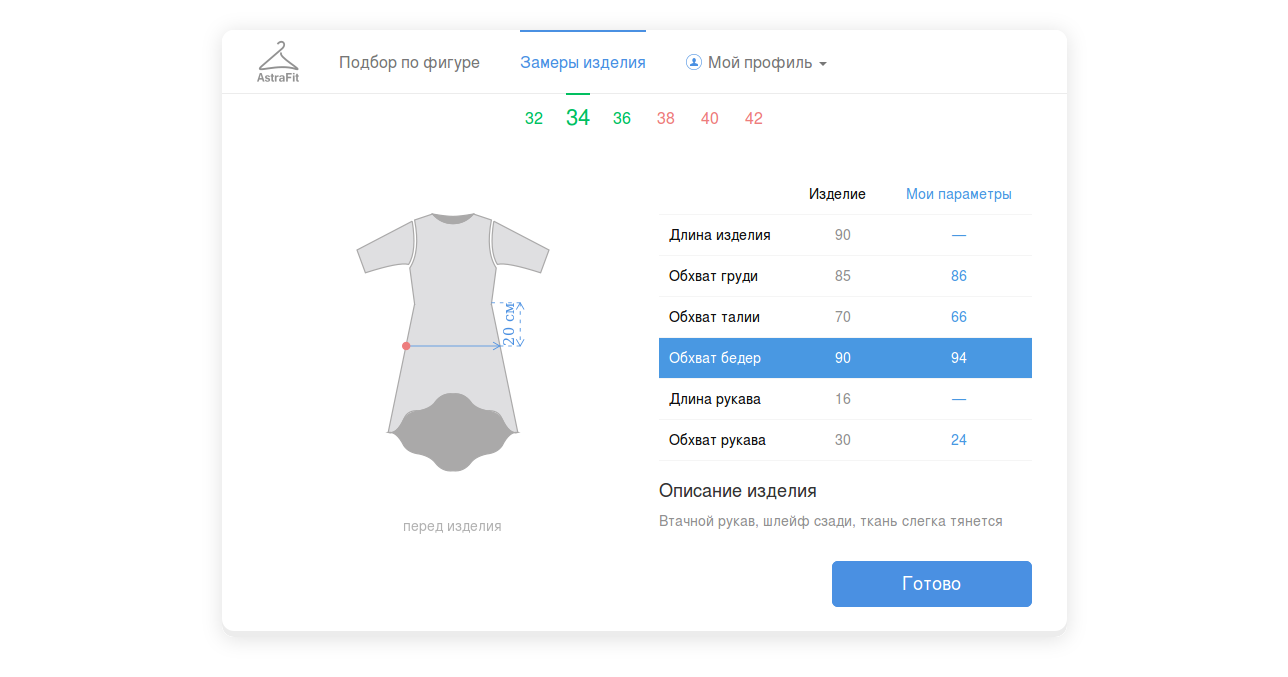 AstraFit
Подбор по фигуре Замеры изделия Мой профиль
32 34 36 38 40 42
Изделие Мои параметры
Длина изделия 90 —
Обхват груди 85 86
Обхват талии 70 66
Обхват бедер 90 94
Длина рукава 16 —
Обхват рукава 30 24
20 см
перед изделия
Описание изделия
Втачной рукав, шлейф сзади, ткань слегка тянется
Готово